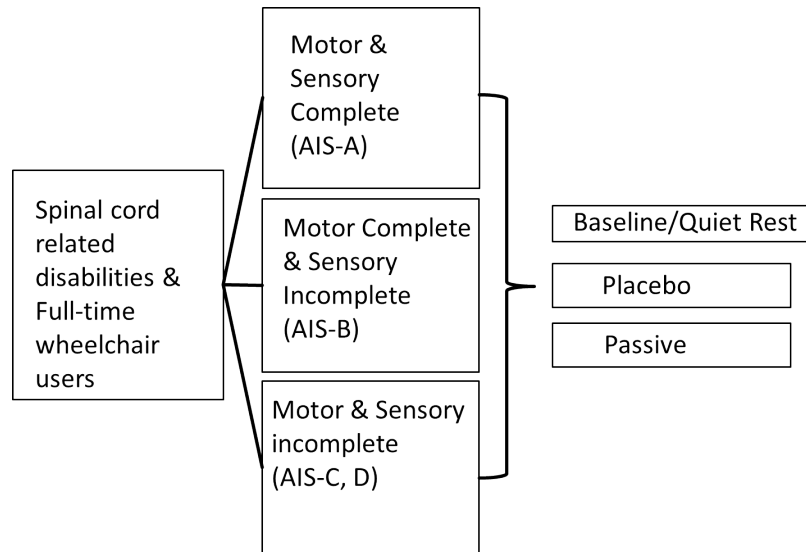 Spinal cord
related
disabilities &
Full-time
wheelchair
users
Motor &
Sensory
Complete
(AIS-A)
Motor Complete
& Sensory
Incomplete
(AIS-B)
Motor & Sensory
incomplete
(AIS-C, D)
Baseline/Quiet Rest
Placebo
Passive